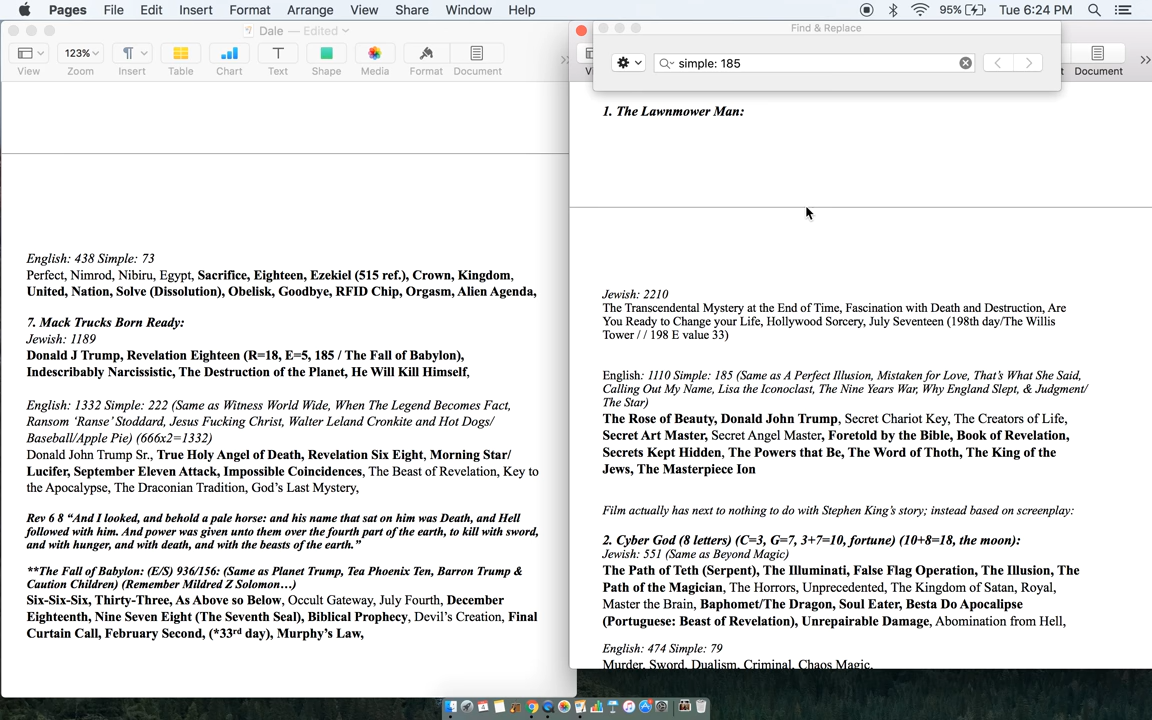 Pages File Edit Insert Format Arrange View Share Window Help 95% Tue 6:24 PM
Dale — Edited
123%
View Zoom Insert Table Chart Text Shape Media Format Document
English: 438 Simple: 73
Perfect, Nimrod, Nibiru, Egypt, Sacrifice, Eighteen, Ezekiel (515 ref.), Crown, Kingdom,
United, Nation, Solve (Dissolution), Obelisk, Goodbye, RFID Chip, Orgasm, Alien Agenda,
7. Mack Trucks Born Ready:
Jewish: 1189
Donald J Trump, Revelation Eighteen (R=18, E=5, 185 / The Fall of Babylon),
Indescribably Narcissistic, The Destruction of the Planet, He Will Kill Himself,
English: 1332 Simple: 222 (Same as Witness World Wide, When The Legend Becomes Fact,
Ransom ‘Ranse’ Stoddard, Jesus Fucking Christ, Walter Leland Cronkite and Hot Dogs/
Baseball/Apple Pie) (666x2=1332)
Donald John Trump Sr., True Holy Angel of Death, Revelation Six Eight, Morning Star/
Lucifer, September Eleven Attack, Impossible Coincidences, The Beast of Revelation, Key to
the Apocalypse, The Draconian Tradition, God’s Last Mystery,
Rev 6 8 “And I looked, and behold a pale horse: and his name that sat on him was Death, and Hell
followed with him. And power was given unto them over the fourth part of the earth, to kill with sword,
and with hunger, and with death, and with the beasts of the earth.”
**The Fall of Babylon: (E/S) 936/156: (Same as Planet Trump, Tea Phoenix Ten, Barron Trump &
Caution Children) (Remember Mildred Z Solomon…)
Six-Six-Six, Thirty-Three, As Above so Below, Occult Gateway, July Fourth, December
Eighteenth, Nine Seven Eight (The Seventh Seal), Biblical Prophecy, Devil’s Creation, Final
Curtain Call, February Second, (*33rd day), Murphy’s Law,
Find & Replace
simple: 185
Document
1. The Lawnmower Man:
Jewish: 2210
The Transcendental Mystery at the End of Time, Fascination with Death and Destruction, Are
You Ready to Change your Life, Hollywood Sorcery, July Seventeen (198th day/The Willis
Tower / / 198 E value 33)
English: 1110 Simple: 185 (Same as A Perfect Illusion, Mistaken for Love, That’s What She Said,
Calling Out My Name, Lisa the Iconoclast, The Nine Years War, Why England Slept, & Judgment/
The Star)
The Rose of Beauty, Donald John Trump, Secret Chariot Key, The Creators of Life,
Secret Art Master, Secret Angel Master, Foretold by the Bible, Book of Revelation,
Secrets Kept Hidden, The Powers that Be, The Word of Thoth, The King of the
Jews, The Masterpiece Ion
Film actually has next to nothing to do with Stephen King’s story; instead based on screenplay:
2. Cyber God (8 letters) (C=3, G=7, 3+7=10, fortune) (10+8=18, the moon):
Jewish: 551 (Same as Beyond Magic)
The Path of Teth (Serpent), The Illuminati, False Flag Operation, The Illusion, The
Path of the Magician, The Horrors, Unprecedented, The Kingdom of Satan, Royal,
Master the Brain, Baphomet/The Dragon, Soul Eater, Besta Do Apocalipse
(Portuguese: Beast of Revelation), Unrepairable Damage, Abomination from Hell,
English: 474 Simple: 79
Murder, Sword, Dualism, Criminal, Chaos Magic,